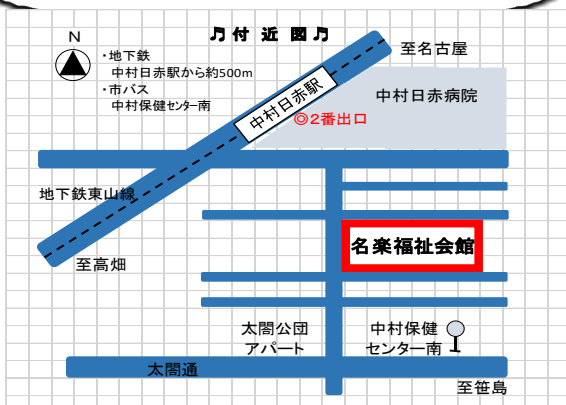 ♬付近図♬
N
・地下鉄
中村日赤駅から約500m
・市バス
中村保健センター南
至名古屋
中村日赤病院
中村日赤駅
◎2番出口
地下鉄東山線
至高畑
名楽福祉会館
太閤公団
アパート
中村保健
センター南
太閤通
至笹島